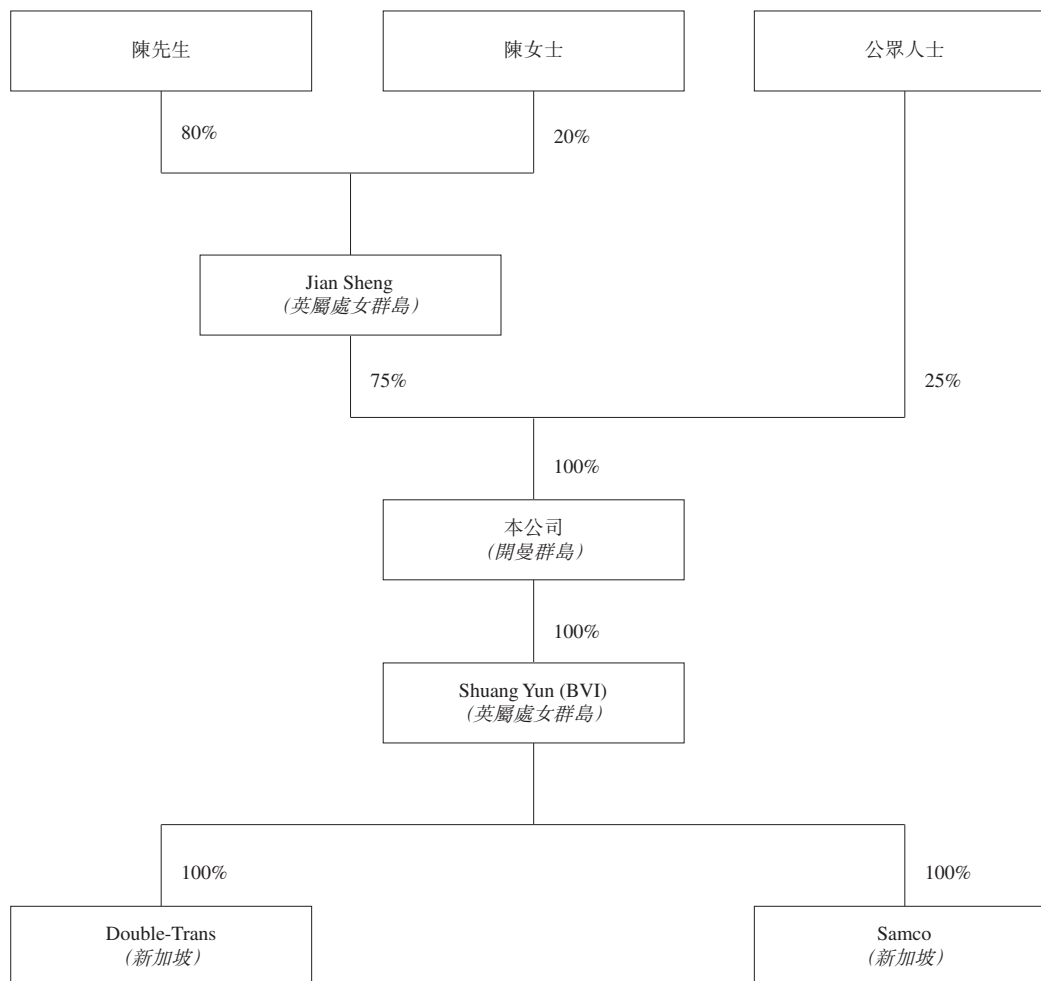 陳先生
陳女士
公眾人士
80%
20%
Jian Sheng
（英屬處女群島）
75%
25%
100%
本公司
（開曼群島）
100%
Shuang Yun (BVI)
（英屬處女群島）
100%
100%
Double-Trans
（新加坡）
Samco
（新加坡）